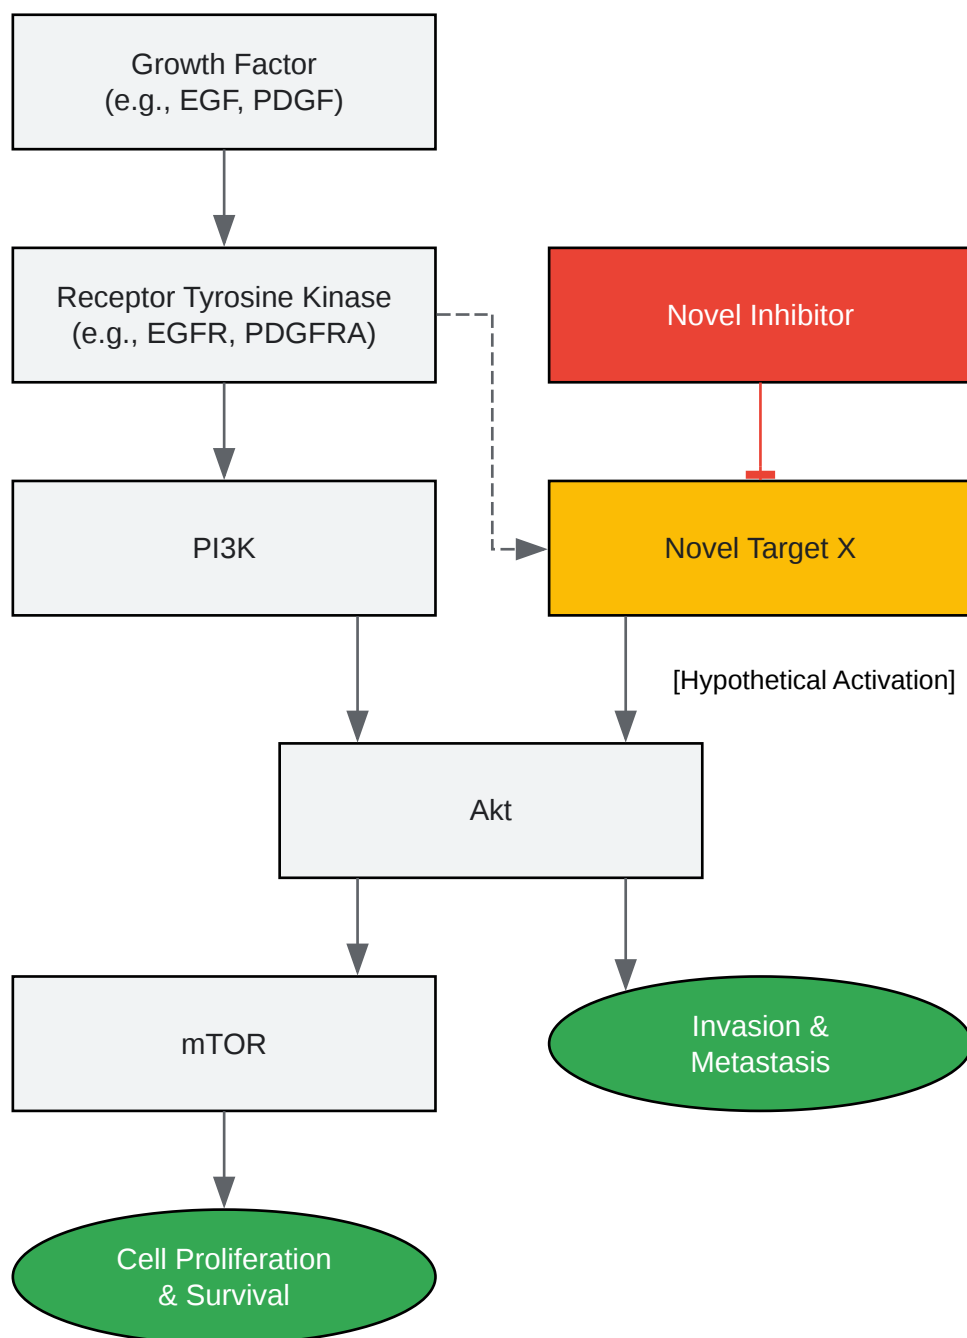 Growth Factor
(e.g., EGF, PDGF)
Receptor Tyrosine Kinase
(e.g., EGFR, PDGFRA)
Novel Inhibitor
PI3K
Novel Target X
[Hypothetical Activation]
Akt
mTOR
Invasion &
Metastasis
Cell Proliferation
& Survival